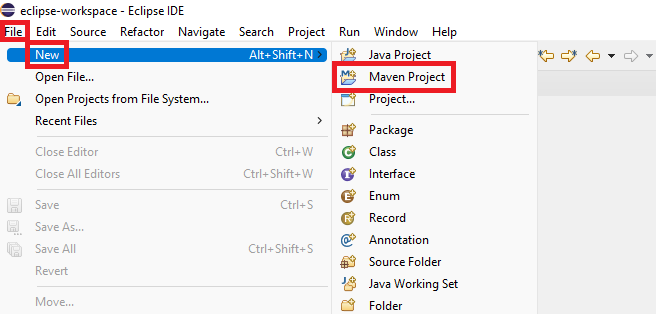 eclipse-workspace - Eclipse IDE
File Edit Source Refactor Navigate Search Project Run Window Help
New Alt+Shift+N >
Open File...
Open Projects from File System...
Recent Files >
Close Editor Ctrl+W
Close All Editors Ctrl+Shift+W
Save Ctrl+S
Save As...
Save All Ctrl+Shift+S
Revert
Move...
Java Project
Maven Project
Project...
Package
Class
Interface
Enum
Record
Annotation
Source Folder
Java Working Set
Folder